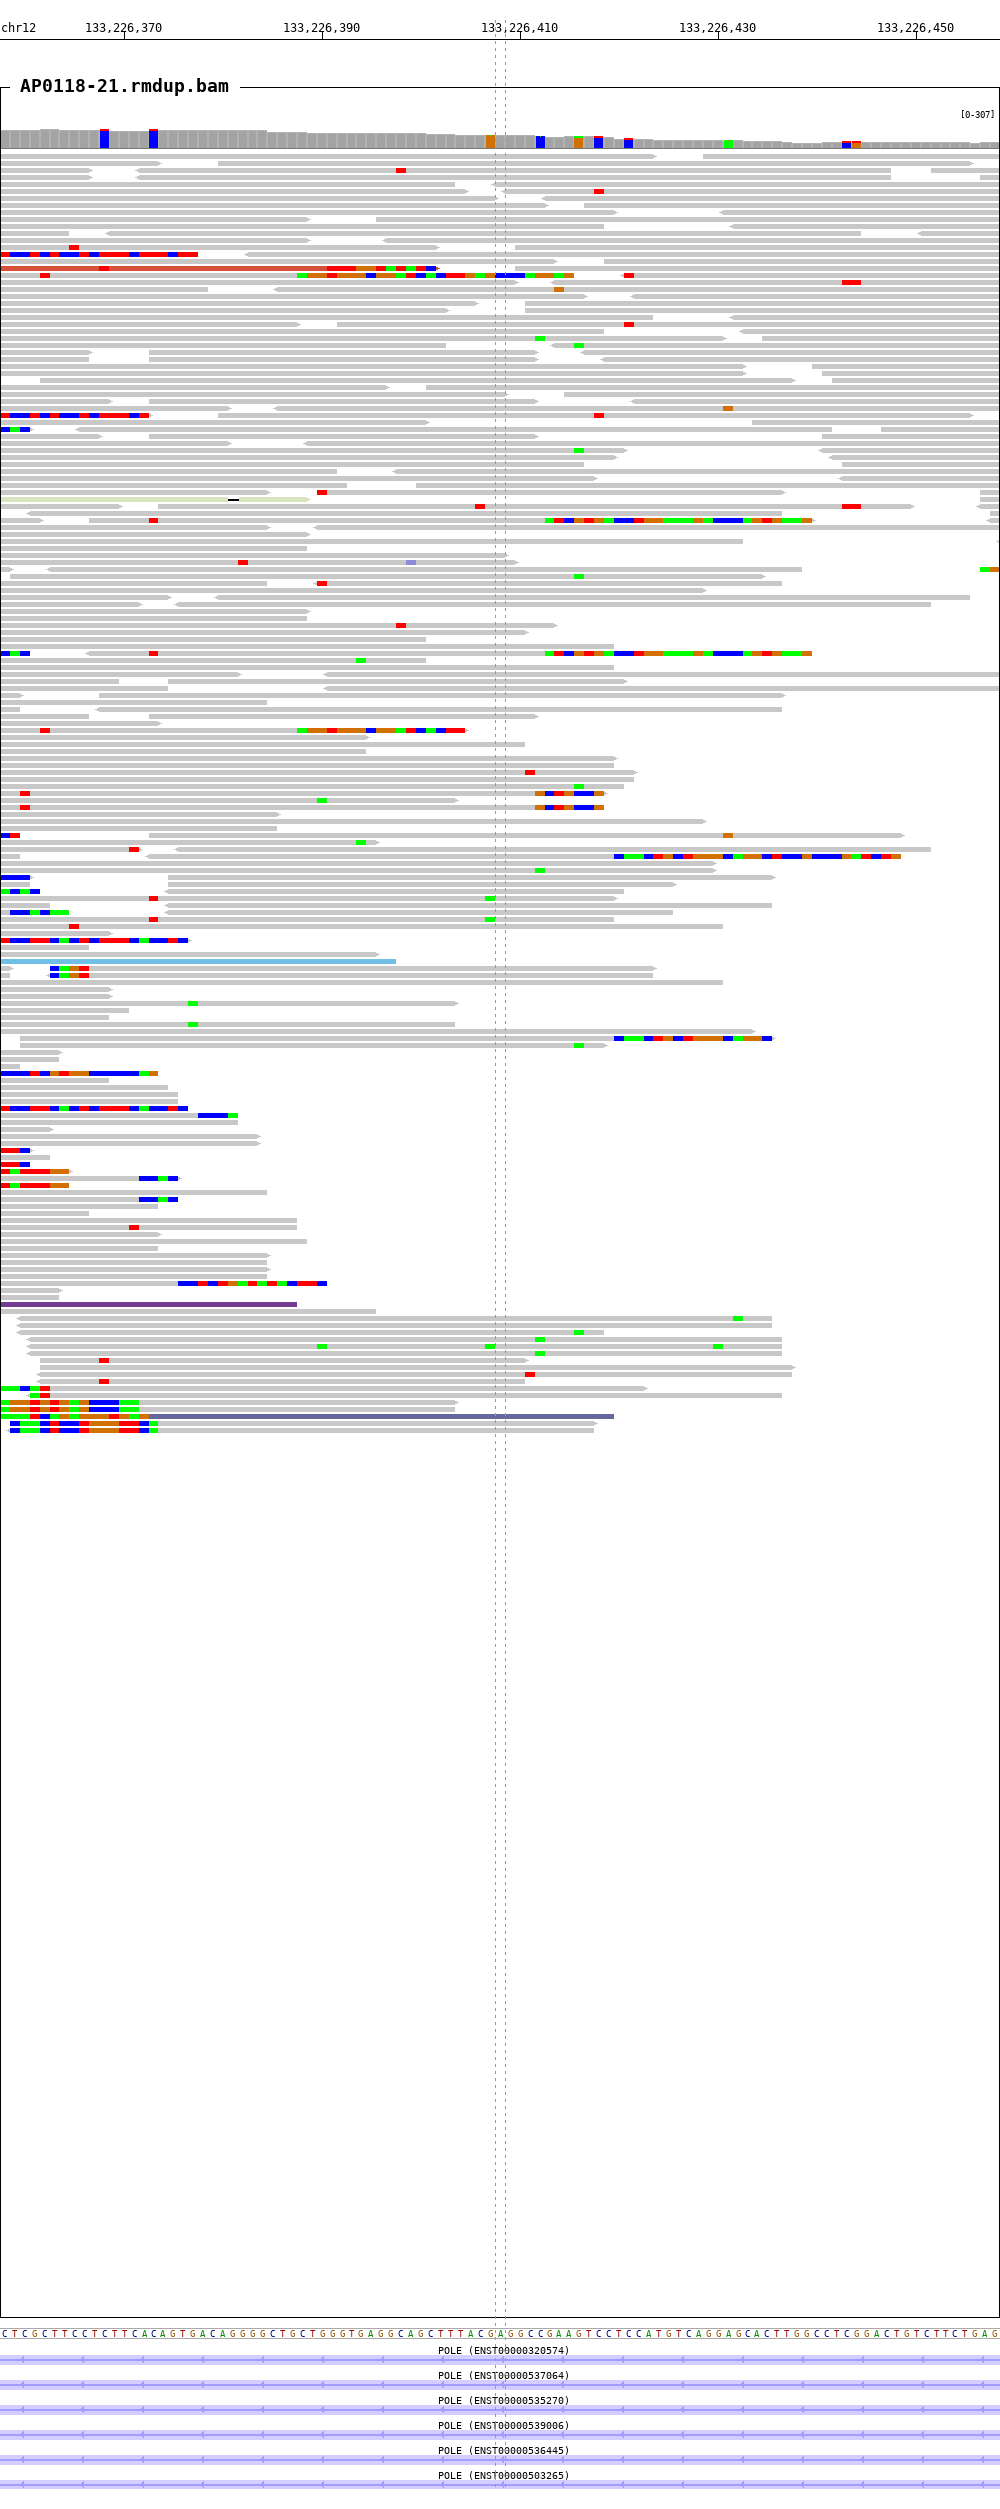 chr12 133,226,370 133,226,390 133,226,410 133,226,430 133,226,450
AP0118-21.rmdup.bam
[0-307]
CTCGCTTCCTCTTCACAGTGACAGGGGCTGCTGGGTGAGGCAGCTTTACGAGGCCGAAGTCCTCCATGTCAGGAGCACTTGGCCTCGGACTGTCTTCTGAG
POLE (ENST00000320574)
POLE (ENST00000537064)
POLE (ENST00000535270)
POLE (ENST00000539006)
POLE (ENST00000536445)
POLE (ENST00000503265)